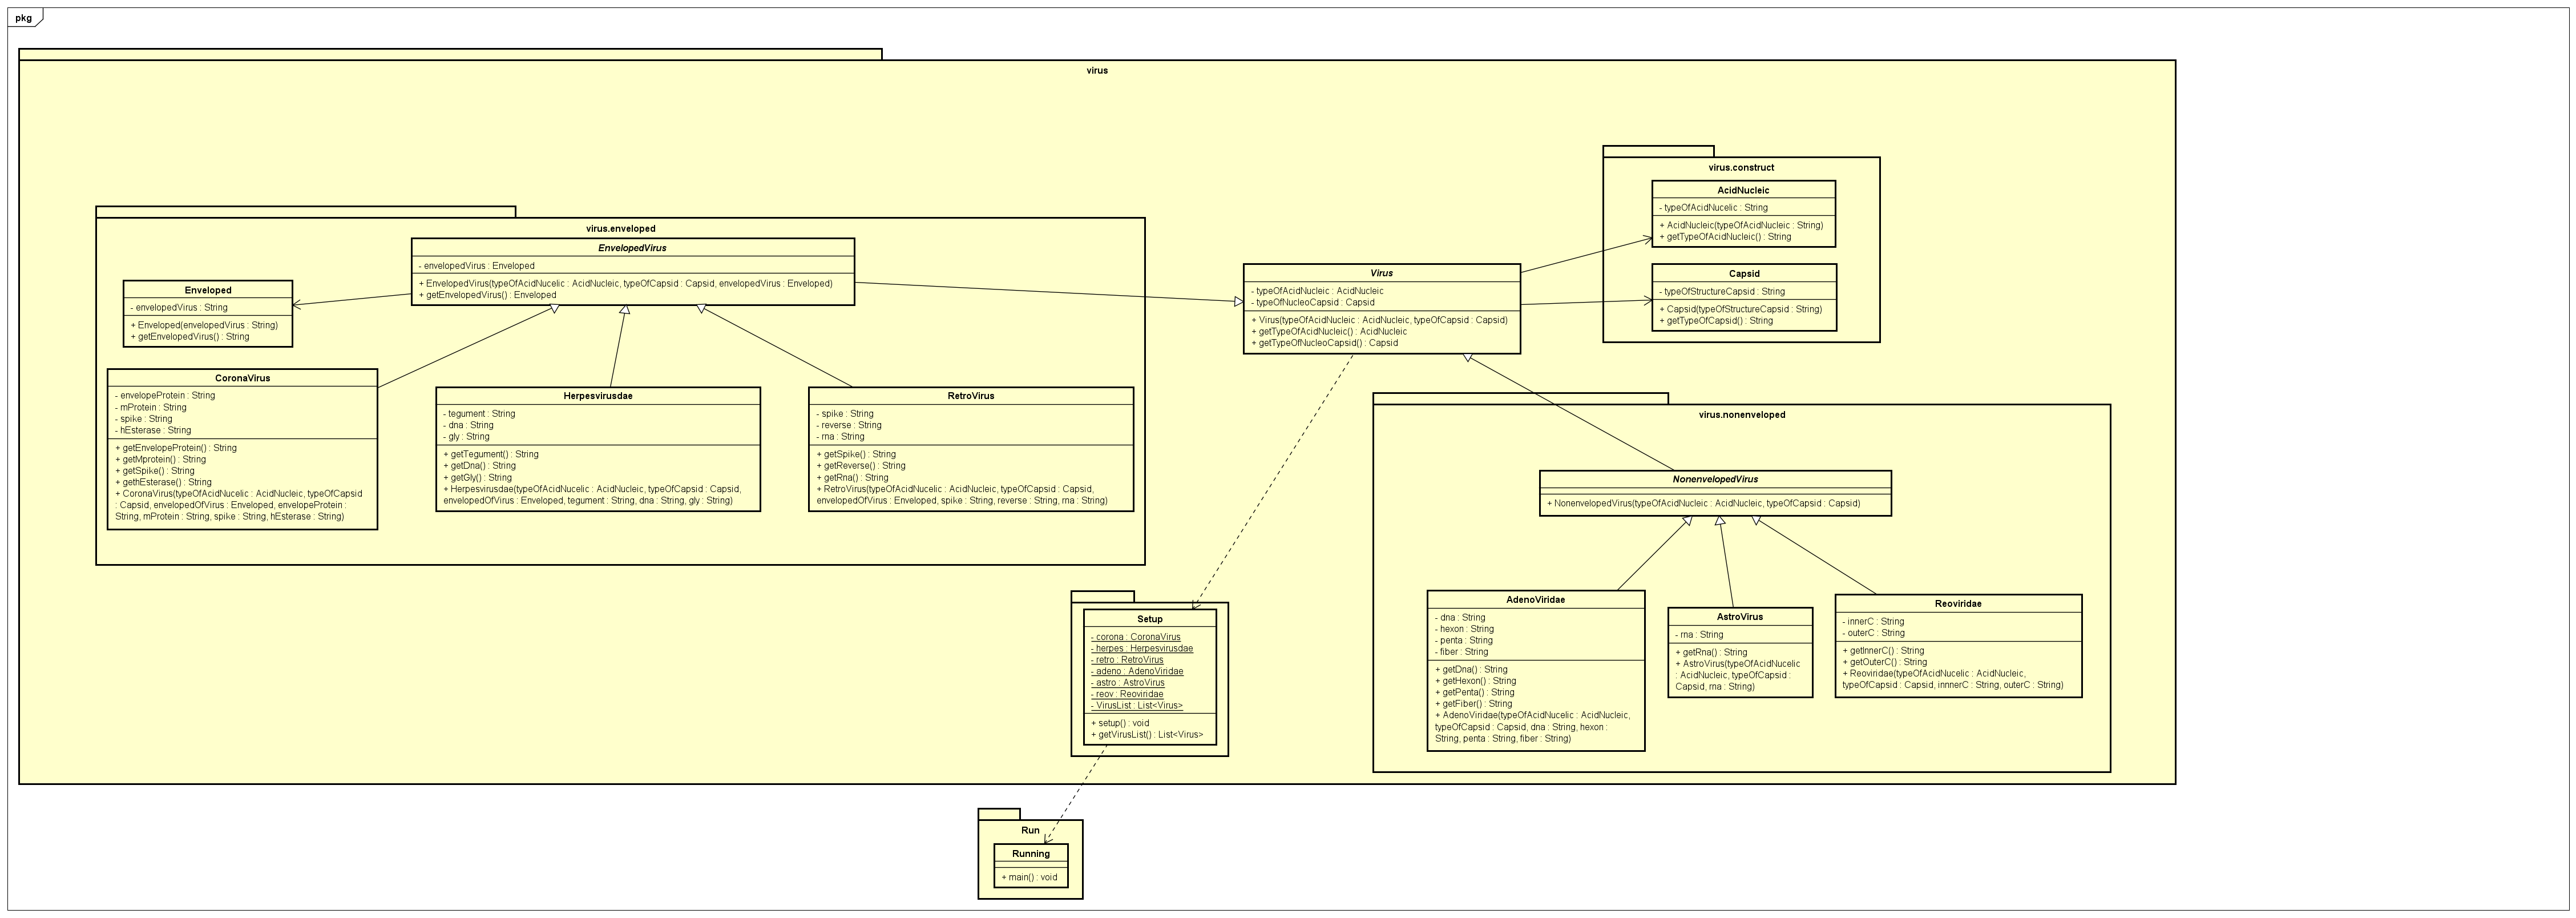 pkg
virus
virus.enveloped
EnvelopedVirus
- envelopedVirus : Enveloped
+ EnvelopedVirus(typeOfAcidNucelic : AcidNucleic, typeOfCapsid : Capsid, envelopedVirus : Enveloped)
+ getEnvelopedVirus() : Enveloped
Enveloped
- envelopedVirus : String
+ Enveloped(envelopedVirus : String)
+ getEnvelopedVirus() : String
CoronaVirus
- envelopeProtein : String
- mProtein : String
- spike : String
- hEsterase : String
+ getEnvelopeProtein() : String
+ getMprotein() : String
+ getSpike() : String
+ gethEsterase() : String
+ CoronaVirus(typeOfAcidNucelic : AcidNucleic, typeOfCapsid
: Capsid, envelopedOfVirus : Enveloped, envelopeProtein :
String, mProtein : String, spike : String, hEsterase : String)
Herpesvirusdae
- tegument : String
- dna : String
- gly : String
+ getTegument() : String
+ getDna() : String
+ getGly() : String
+ Herpesvirusdae(typeOfAcidNucelic : AcidNucleic, typeOfCapsid : Capsid,
envelopedOfVirus : Enveloped, tegument : String, dna : String, gly : String)
RetroVirus
- spike : String
- reverse : String
- rna : String
+ getSpike() : String
+ getReverse() : String
+ getRna() : String
+ RetroVirus(typeOfAcidNucelic : AcidNucleic, typeOfCapsid : Capsid,
envelopedOfVirus : Enveloped, spike : String, reverse : String, rna : String)
Virus
- typeOfAcidNucleic : AcidNucleic
- typeOfNucleoCapsid : Capsid
+ Virus(typeOfAcidNucleic : AcidNucleic, typeOfCapsid : Capsid)
+ getTypeOfAcidNucleic() : AcidNucleic
+ getTypeOfNucleoCapsid() : Capsid
virus.construct
AcidNucleic
- typeOfAcidNucelic : String
+ AcidNucleic(typeOfAcidNucleic : String)
+ getTypeOfAcidNucleic() : String
Capsid
- typeOfStructureCapsid : String
+ Capsid(typeOfStructureCapsid : String)
+ getTypeOfCapsid() : String
virus.nonenveloped
NonenvelopedVirus
+ NonenvelopedVirus(typeOfAcidNucleic : AcidNucleic, typeOfCapsid : Capsid)
AdenoViridae
- dna : String
- hexon : String
- penta : String
- fiber : String
+ getDna() : String
+ getHexon() : String
+ getPenta() : String
+ getFiber() : String
+ AdenoViridae(typeOfAcidNucelic : AcidNucleic,
typeOfCapsid : Capsid, dna : String, hexon :
String, penta : String, fiber : String)
AstroVirus
- rna : String
+ getRna() : String
+ AstroVirus(typeOfAcidNucelic
: AcidNucleic, typeOfCapsid :
Capsid, rna : String)
Reoviridae
- innerC : String
- outerC : String
+ getInnerC() : String
+ getOuterC() : String
+ Reoviridae(typeOfAcidNucelic : AcidNucleic,
typeOfCapsid : Capsid, innnerC : String, outerC : String)
Setup
- corona : CoronaVirus
- herpes : Herpesvirusdae
- retro : RetroVirus
- adeno : AdenoViridae
- astro : AstroVirus
- reov : Reoviridae
- VirusList : List<Virus>
+ setup() : void
+ getVirusList() : List<Virus>
Run
Running
+ main() : void